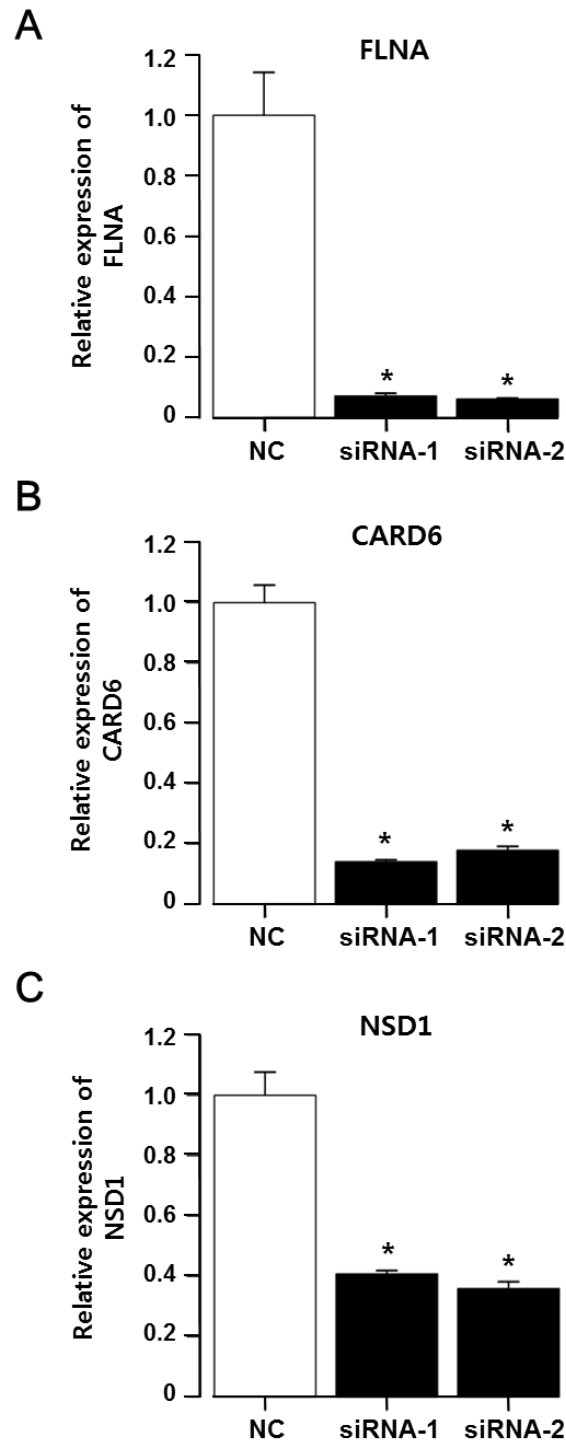 A
FLNA
Relative expression of
FLNA
1.2
1.0
0.8
0.6
0.4
0.2
0
*
*
NC
siRNA-1
siRNA-2
B
CARD6
Relative expression of
CARD6
1.2
1.0
0.8
0.6
0.4
0.2
0
*
*
NC
siRNA-1
siRNA-2
C
NSD1
Relative expression of
NSD1
1.2
1.0
0.8
0.6
0.4
0.2
0
*
*
NC
siRNA-1
siRNA-2